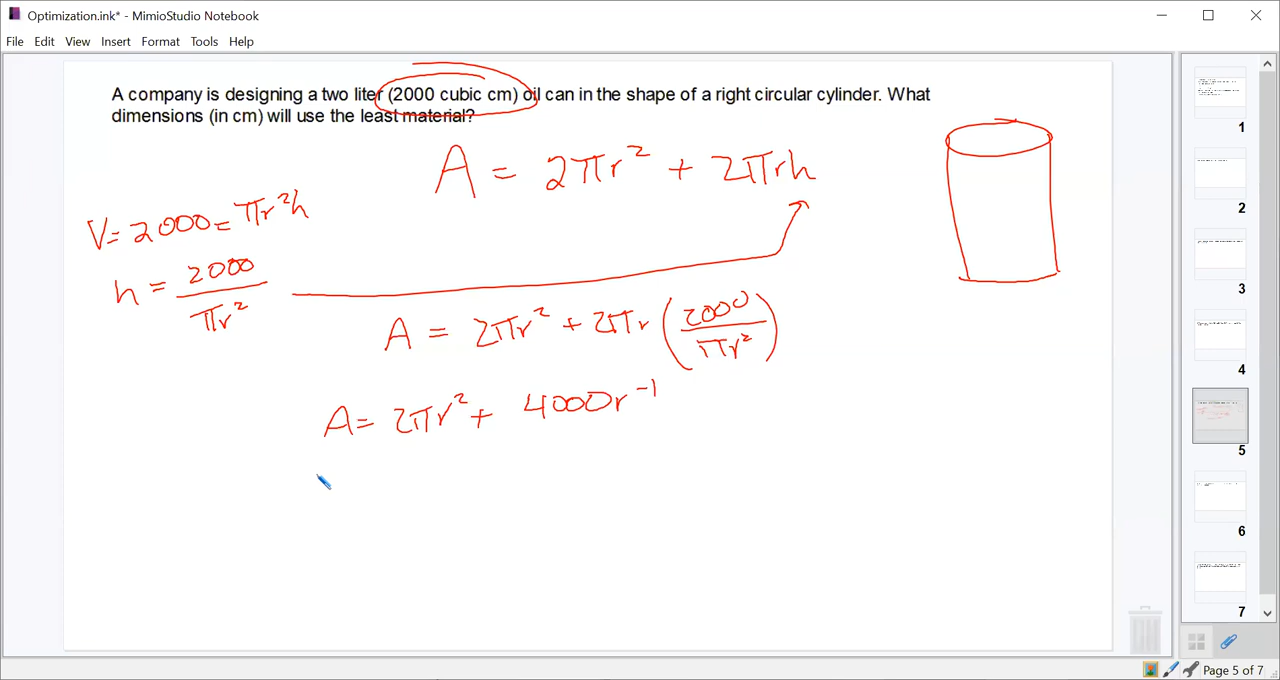 Optimization.ink* - MimioStudio Notebook
File Edit View Insert Format Tools Help
A company is designing a two liter (2000 cubic cm) oil can in the shape of a right circular cylinder. What
dimensions (in cm) will use the least material?
A = 2πr² + 2πrh
V = 2000 = πr²h
h = 2000/πr²
A = 2πr² + 2πr (2000/πr²)
A = 2πr² + 4000r⁻¹
1
2
3
4
5
6
7
Page 5 of 7